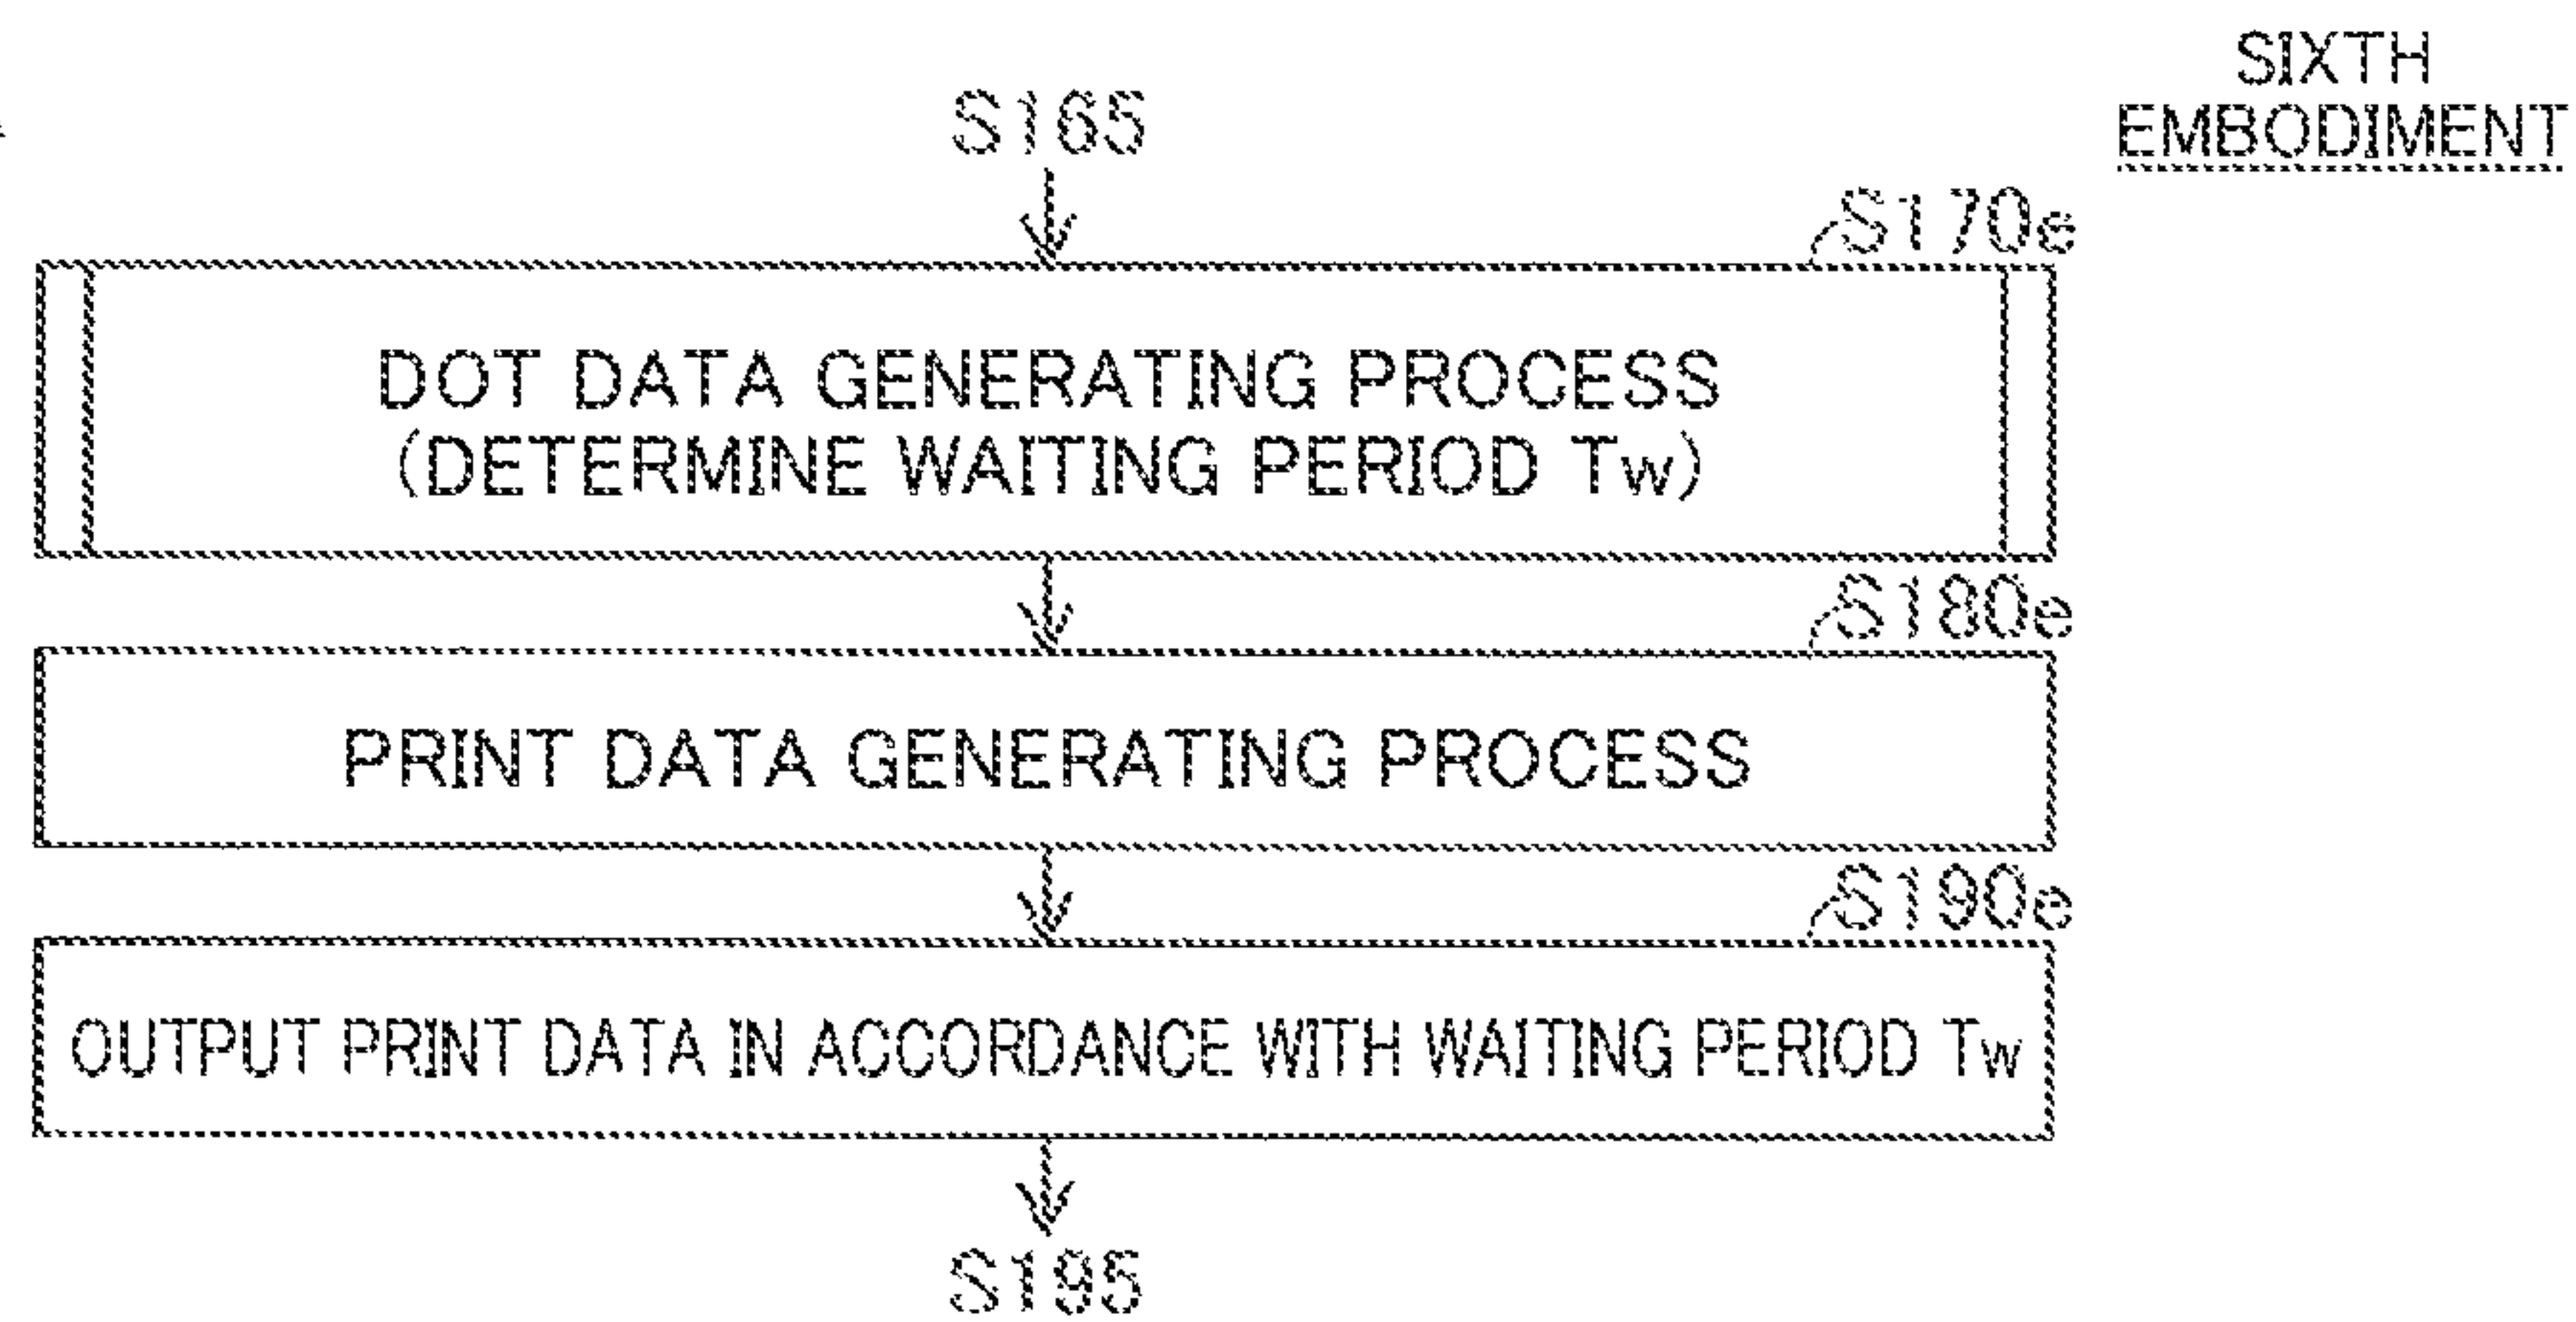 SIXTH
EMBODIMENT
S165
S170e
DOT DATA GENERATING PROCESS
(DETERMINE WAITING PERIOD Tw)
S180e
PRINT DATA GENERATING PROCESS
S190e
OUTPUT PRINT DATA IN ACCORDANCE WITH WAITING PERIOD Tw
S195